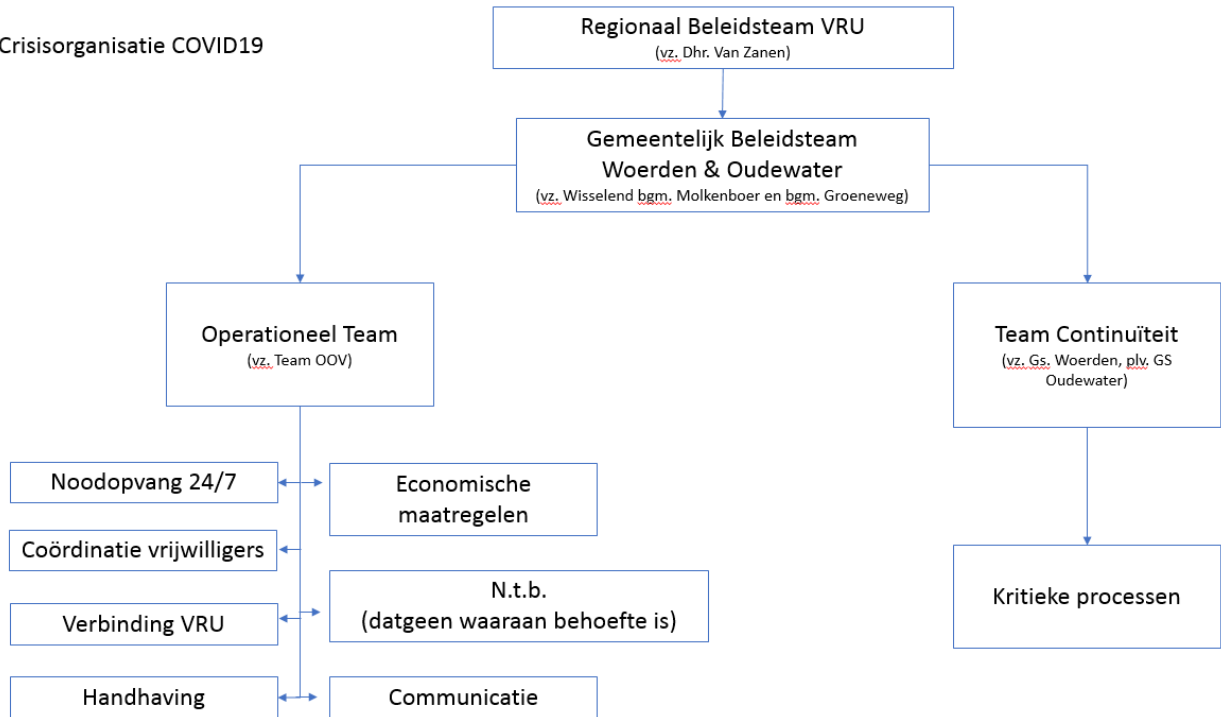 Crisisorganisatie COVID19
Regionaal Beleidsteam VRU
(vz. Dhr. Van Zanen)
Gemeentelijk Beleidsteam
Woerden & Oudewater
(vz. Wisselend bgm. Molkenboer en bgm. Groeneweg)
Operationeel Team
(vz. Team OOV)
Team Continuïteit
(vz. Gs. Woerden, plv. GS
Oudewater)
Noodopvang 24/7
Economische
maatregelen
Coördinatie vrijwilligers
N.t.b.
(datgeen waaraan behoefte is)
Verbinding VRU
Handhaving
Communicatie
Kritieke processen